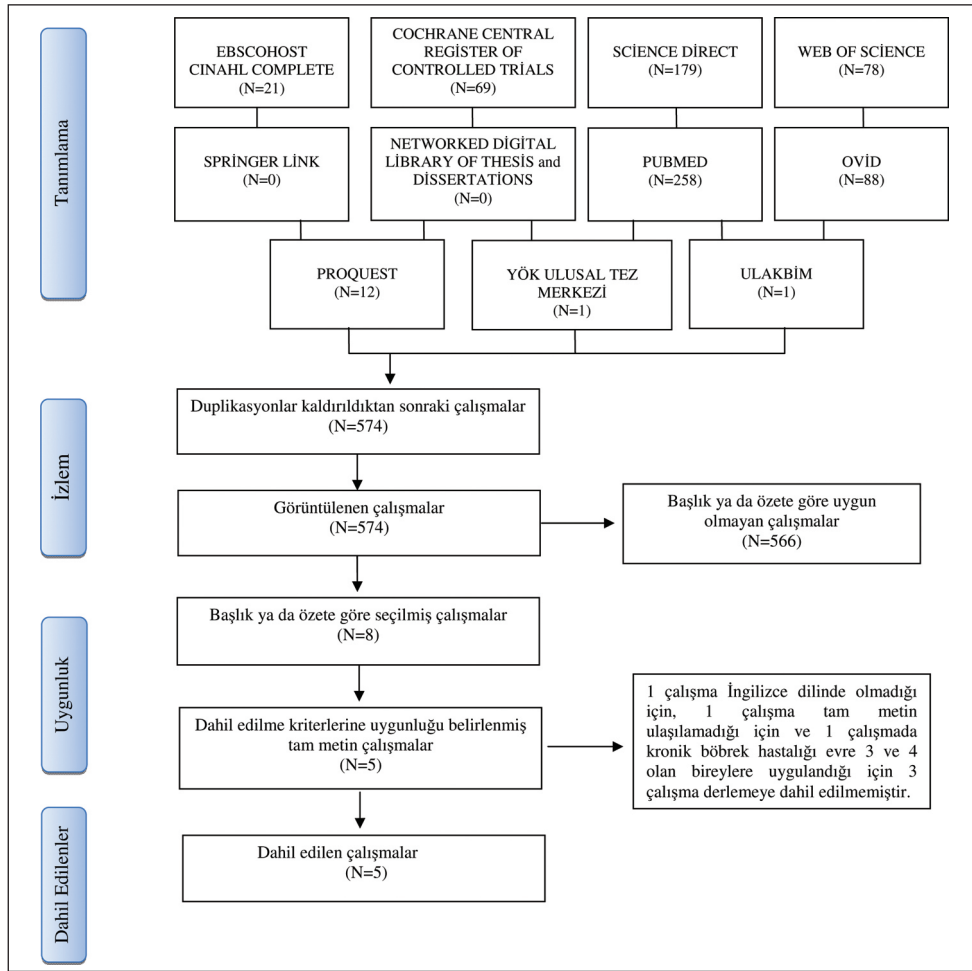 Tanımlama
EBSCOHOST
CINAHL COMPLETE
(N=21)
COCHRANE CENTRAL
REGISTER OF
CONTROLLED TRIALS
(N=69)
SCİENCE DİRECT
(N=179)
WEB OF SCİENCE
(N=78)
SPRİNGER LİNK
(N=0)
NETWORKED DİGİTAL
LİBRARY OF THESİS and
DİSSERTATİONS
(N=0)
PUBMED
(N=258)
OVİD
(N=88)
PROQUEST
(N=12)
YÖK ULUSAL TEZ
MERKEZİ
(N=1)
ULAKBİM
(N=1)
İzlem
Duplikasyonlar kaldırıldıktan sonraki çalışmalar
(N=574)
Görüntülenen çalışmalar
(N=574)
Başlık ya da özete göre uygun
olmayan çalışmalar
(N=566)
Uygunluk
Başlık ya da özete göre seçilmiş çalışmalar
(N=8)
Dahil edilme kriterlerine uygunluğu belirlenmiş
tam metin çalışmalar
(N=5)
1 çalışma İngilizce dilinde olmadığı
için, 1 çalışma tam metin
ulaşılamadığı için ve 1 çalışmada
kronik böbrek hastalığı evre 3 ve 4
olan bireylere uygulandığı için 3
çalışma derlemeye dahil edilmemiştir.
Dahil Edilenler
Dahil edilen çalışmalar
(N=5)